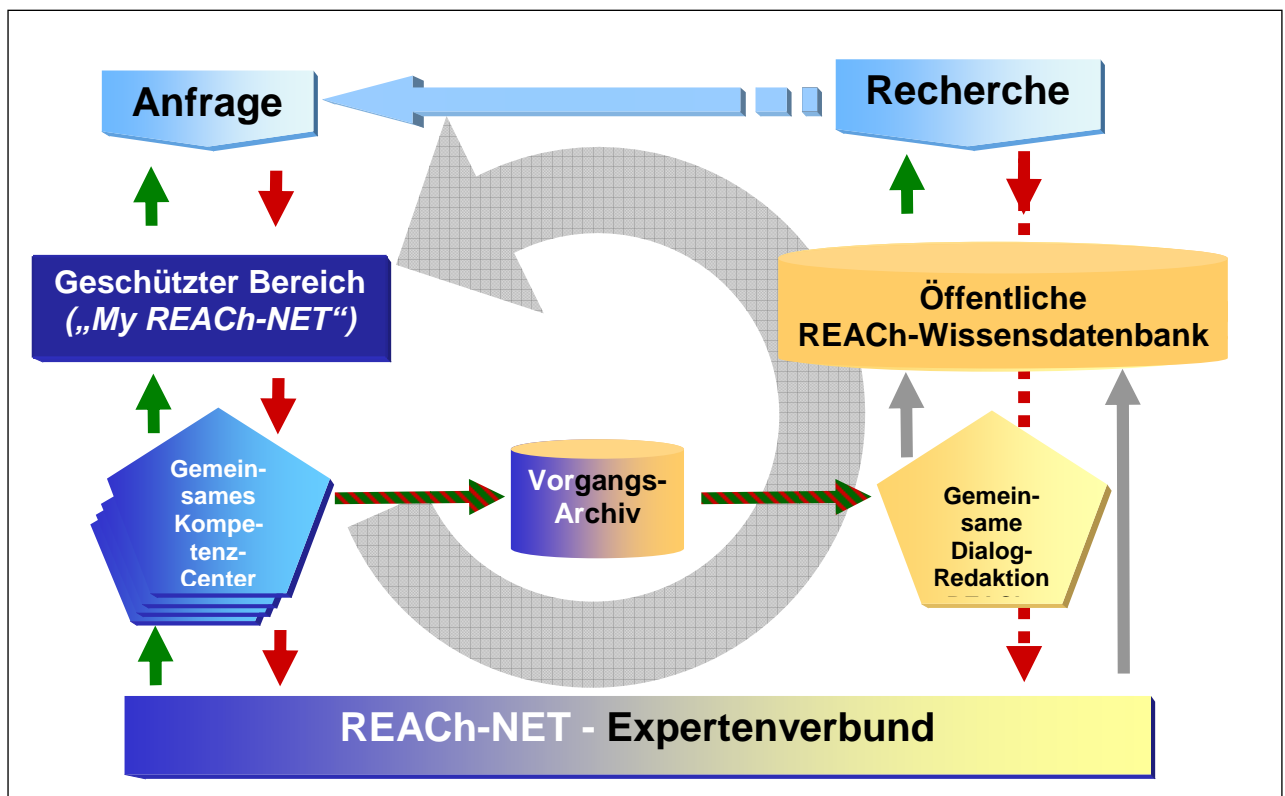 Anfrage
Recherche
Geschützter Bereich
(„My REACh-NET“)
Öffentliche
REACh-Wissensdatenbank
Gemein-
sames
Kompe-
tenz-
Center
Vorgangs-
Archiv
Gemein-
same
Dialog-
Redaktion
REACh-NET - Expertenverbund